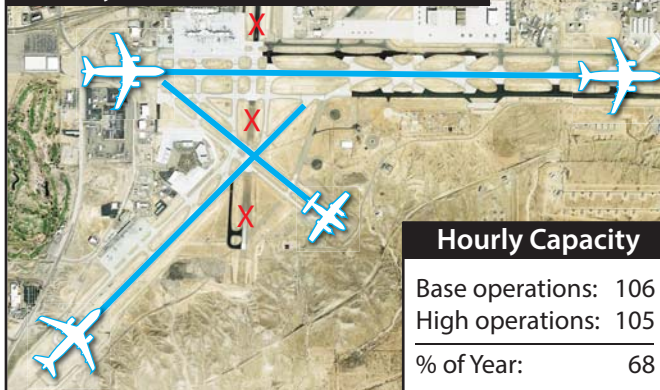 X
X
X
Hourly Capacity
Base operations: 106
High operations: 105
% of Year: 68